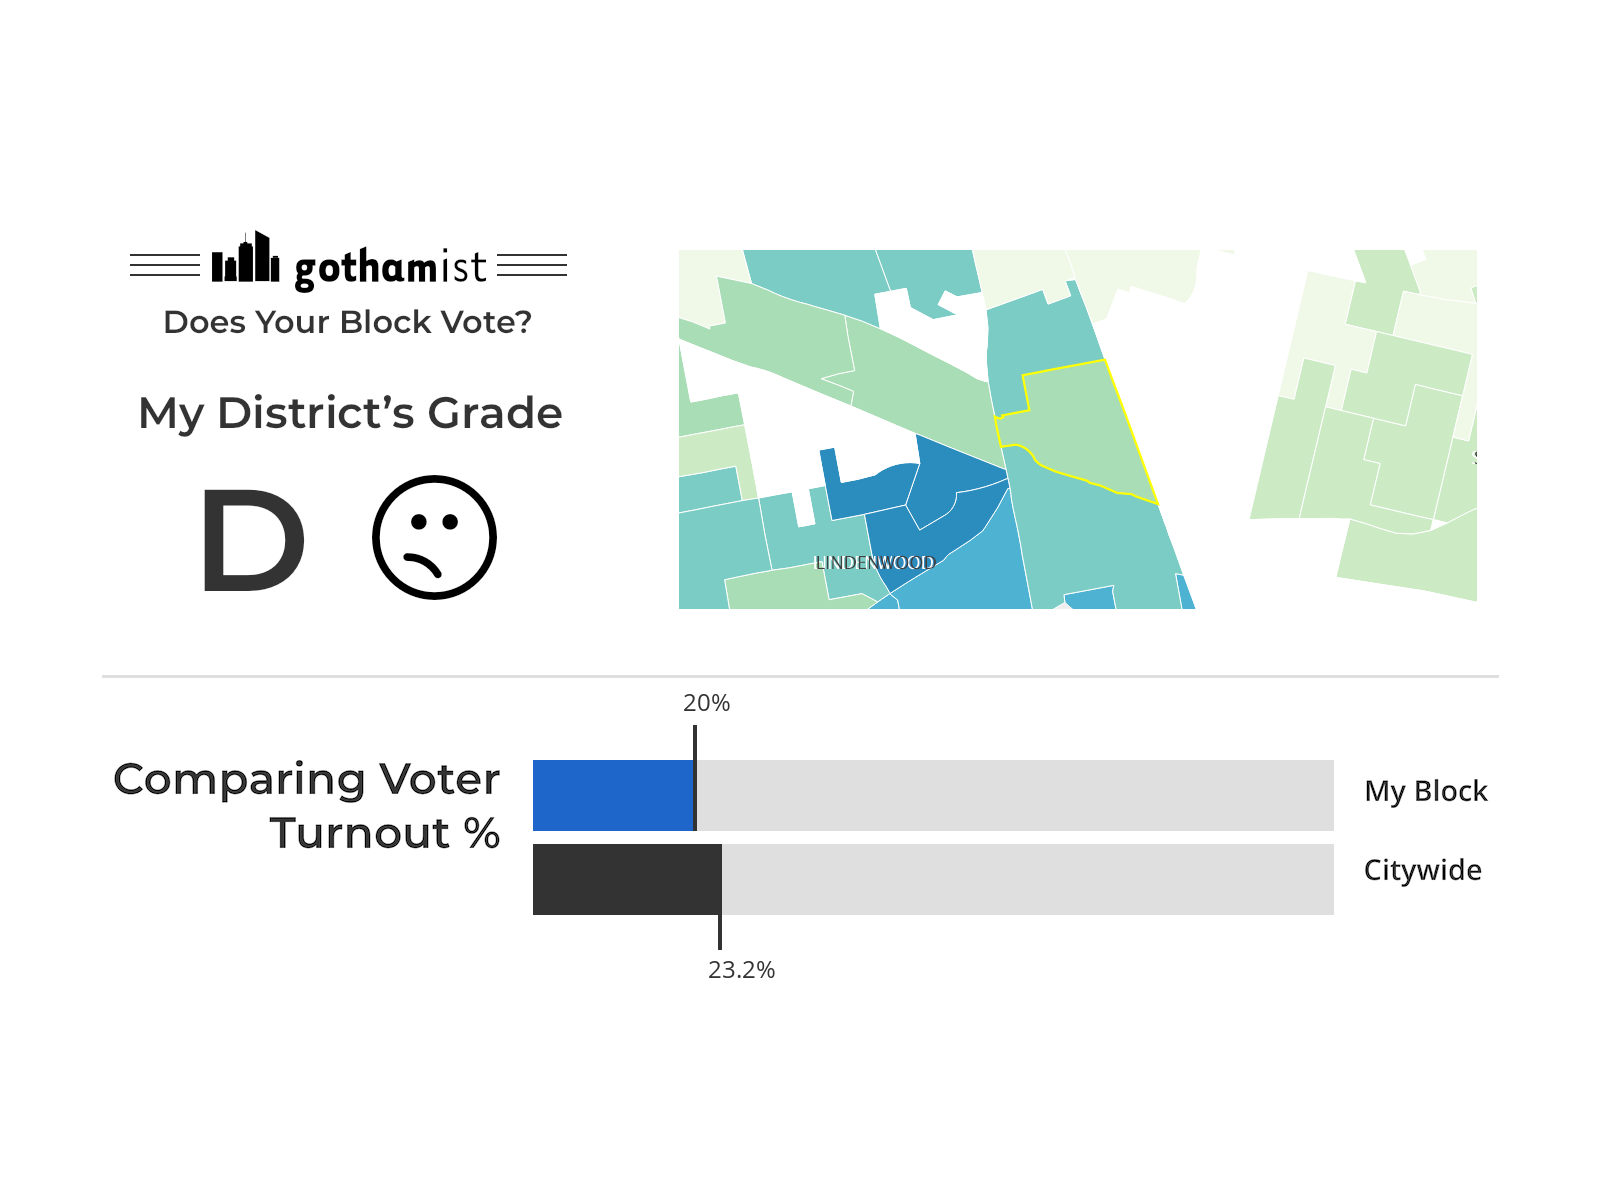 gothamist
Does Your Block Vote?
My District’s Grade
D
LINDENWOOD
20%
Comparing Voter
Turnout %
My Block
Citywide
23.2%